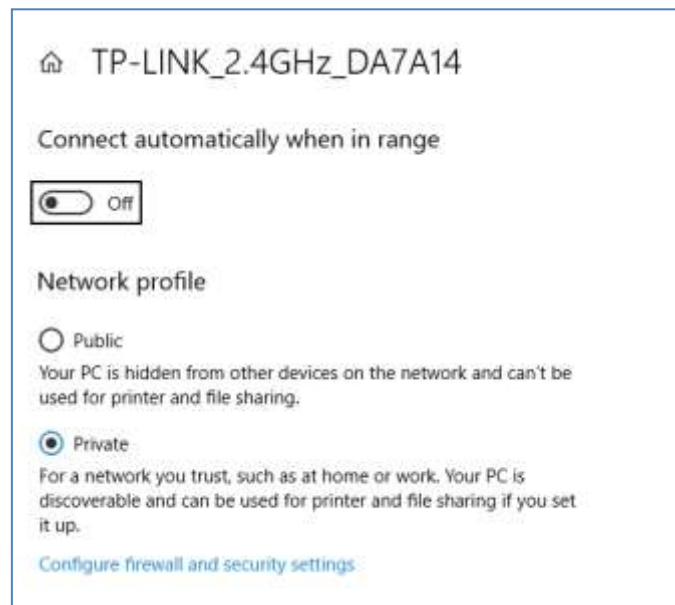 TP-LINK_2.4GHz_DA7A14
Connect automatically when in range
Off
Network profile
Public
Your PC is hidden from other devices on the network and can't be
used for printer and file sharing.
Private
For a network you trust, such as at home or work. Your PC is
discoverable and can be used for printer and file sharing if you set
it up.
Configure firewall and security settings